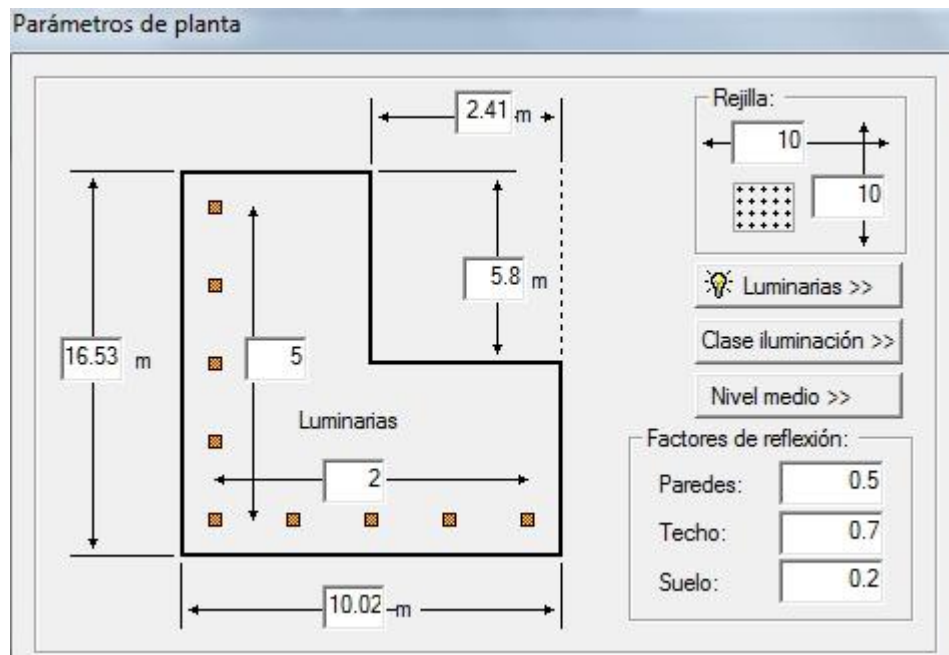 Parámetros de planta
2.41 m
Rejilla:
10
10
5.8 m
Luminarias >>
16.53 m
5
Clase iluminación >>
Nivel medio >>
Luminarias
Factores de reflexión:
2
Paredes: 0.5
Techo: 0.7
Suelo: 0.2
10.02 m